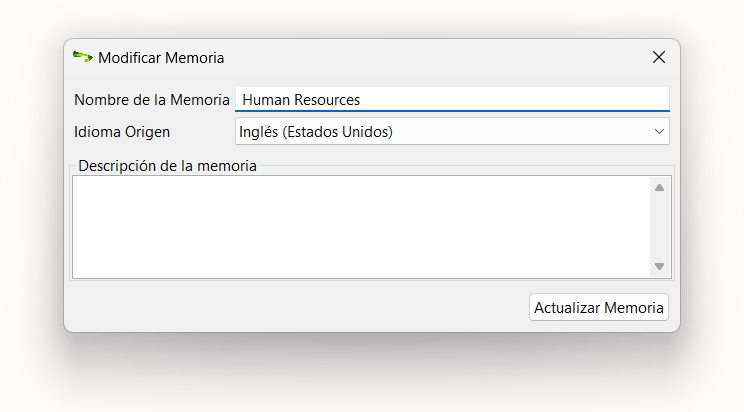 Modificar Memoria
Nombre de la Memoria Human Resources
Idioma Origen Inglés (Estados Unidos)
Descripción de la memoria
Actualizar Memoria